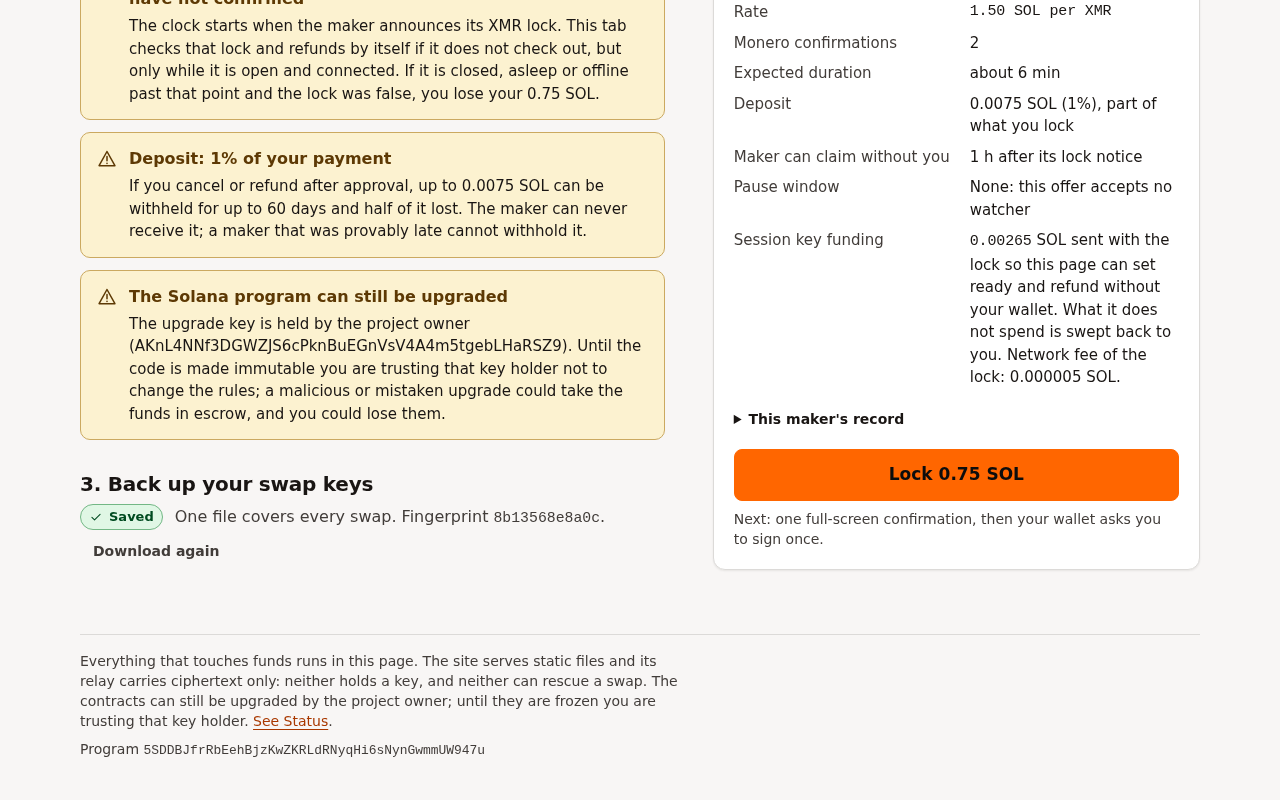 The clock starts when the maker announces its XMR lock. This tab
checks that lock and refunds by itself if it does not check out, but
only while it is open and connected. If it is closed, asleep or offline
past that point and the lock was false, you lose your 0.75 SOL.
Deposit: 1% of your payment
If you cancel or refund after approval, up to 0.0075 SOL can be
withheld for up to 60 days and half of it lost. The maker can never
receive it; a maker that was provably late cannot withhold it.
The Solana program can still be upgraded
The upgrade key is held by the project owner
(AKnL4NNf3DGWZJS6cPknBuEGnVsV4A4m5tgebLHaRSZ9). Until the
code is made immutable you are trusting that key holder not to
change the rules; a malicious or mistaken upgrade could take the
funds in escrow, and you could lose them.
3. Back up your swap keys
Saved One file covers every swap. Fingerprint 8b13568e8a0c.
Download again
Rate 1.50 SOL per XMR
Monero confirmations 2
Expected duration about 6 min
Deposit 0.0075 SOL (1%), part of
what you lock
Maker can claim without you 1 h after its lock notice
Pause window None: this offer accepts no
watcher
Session key funding 0.00265 SOL sent with the
lock so this page can set
ready and refund without
your wallet. What it does
not spend is swept back to
you. Network fee of the
lock: 0.000005 SOL.
This maker's record
Lock 0.75 SOL
Next: one full-screen confirmation, then your wallet asks you
to sign once.
Everything that touches funds runs in this page. The site serves static files and its
relay carries ciphertext only: neither holds a key, and neither can rescue a swap. The
contracts can still be upgraded by the project owner; until they are frozen you are
trusting that key holder. See Status.
Program 5SDDBJfrRbEehBjzKwZKRLdRNyqHi6sNynGwmmUW947u